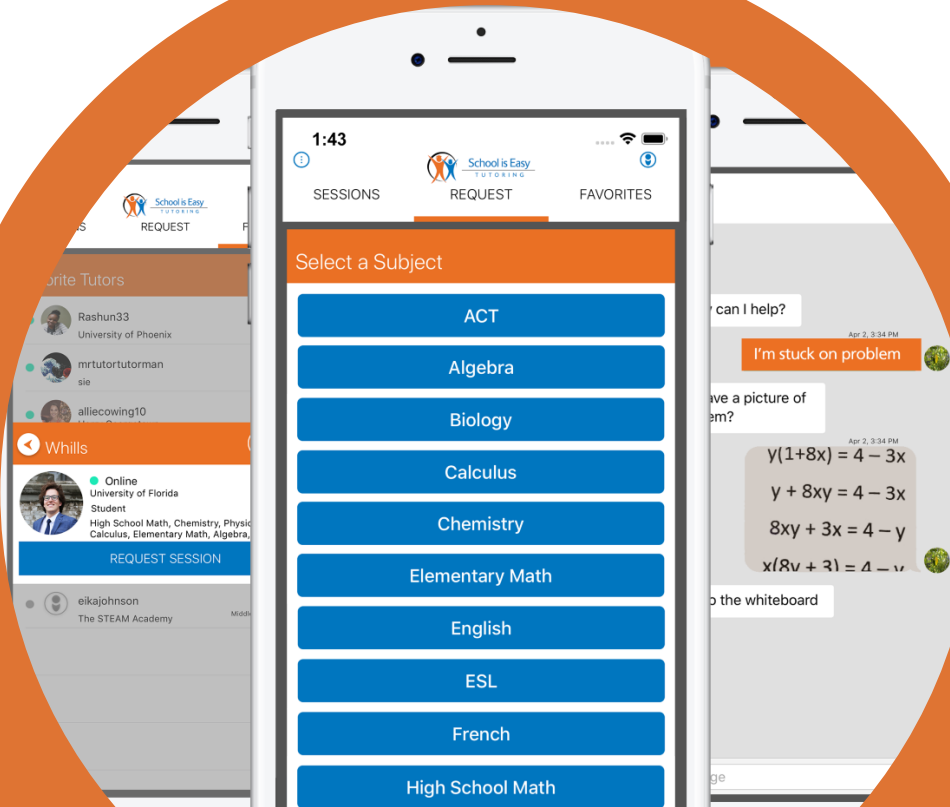 School is Easy
TUTORING
REQUEST
Tutors
Rashun33
University of Phoenix
mrtutortutorman
sie
alliecowing10
Whills
Online
University of Florida
Student
High School Math, Chemistry,
Calculus, Elementary Math, Algebra,
REQUEST SESSION
eikajohnson
The STEAM Academy
1:43
School is Easy
TUTORING
SESSIONS
REQUEST
FAVORITES
Select a Subject
ACT
Algebra
Biology
Calculus
Chemistry
Elementary Math
English
ESL
French
High School Math
can I help?
Apr 2, 3:34 PM
I'm stuck on problem
a picture of
Apr 2, 3:34 PM
y(1+8x) = 4 – 3x
y + 8xy = 4 – 3x
8xy + 3x = 4 – y
x(8y + 3) = 4 – y
the whiteboard